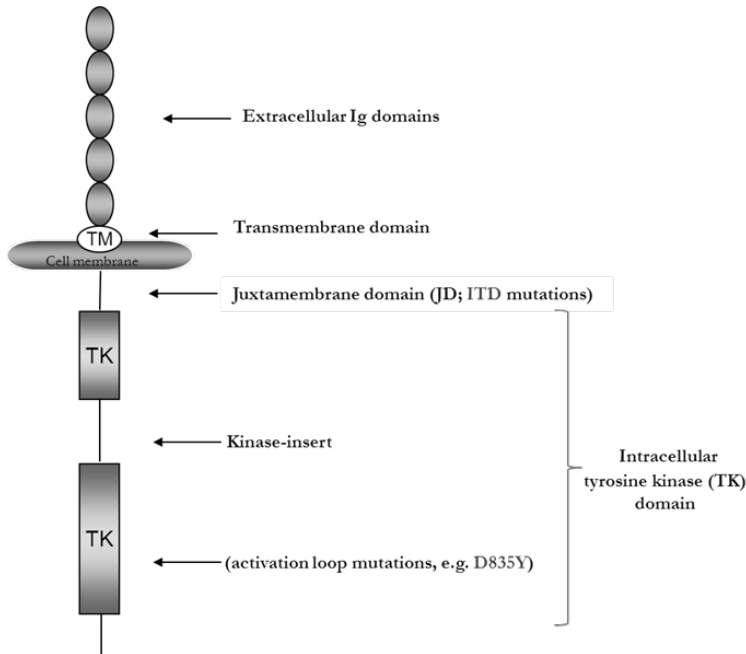 Extracellular Ig domains
Transmembrane domain
TM
Cell membrane
Juxtamembrane domain (JD; ITD mutations)
TK
Kinase-insert
Intracellular
tyrosine kinase (TK)
domain
TK
(activation loop mutations, e.g. D835Y)